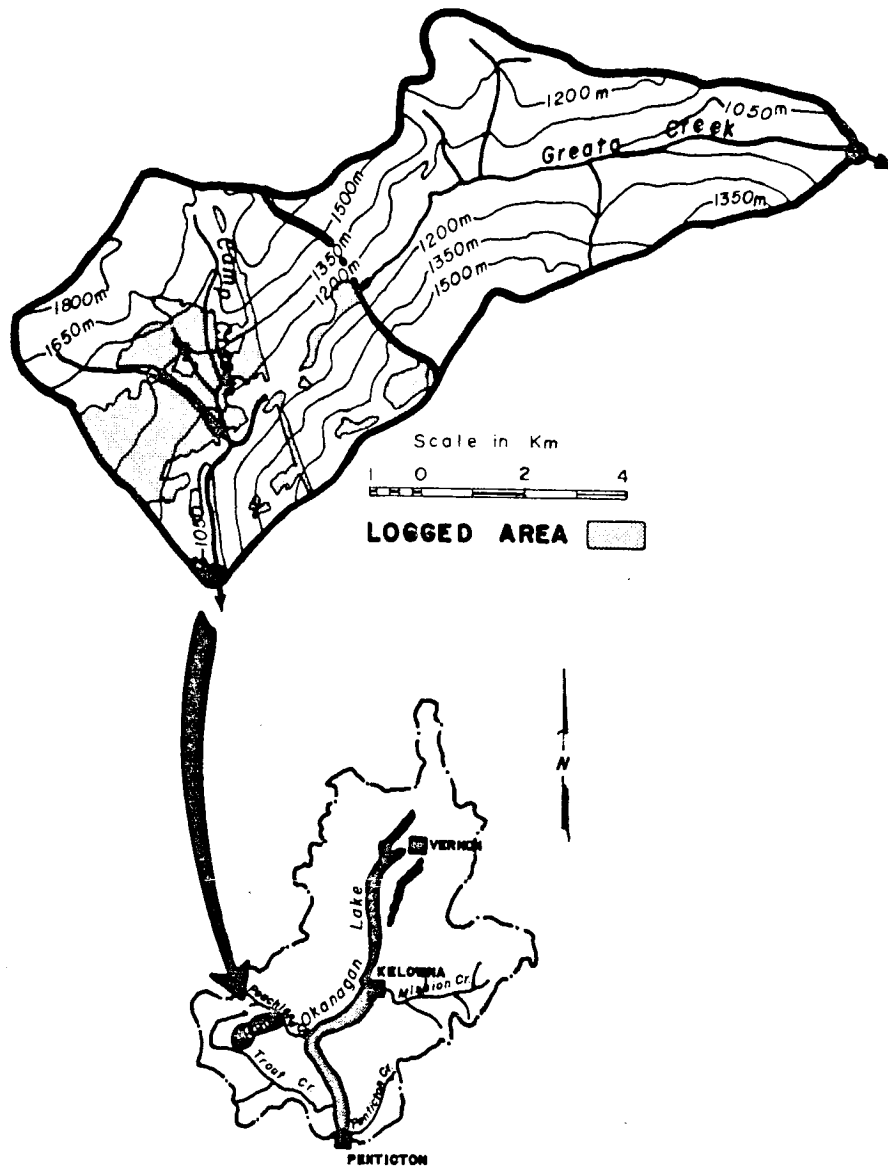 1200m
1050m
Greata Creek
1500m
1350m
1350m
1200m
1200m
1350m
Camp
1500m
1800m
1650m
Scale in Km
1 0 2 4
LOGGED AREA
1050
N
VERNON
Okanagan Lake
KELOWNA
Mission Cr.
Trout Cr.
Penticton Cr.
PENTICTON